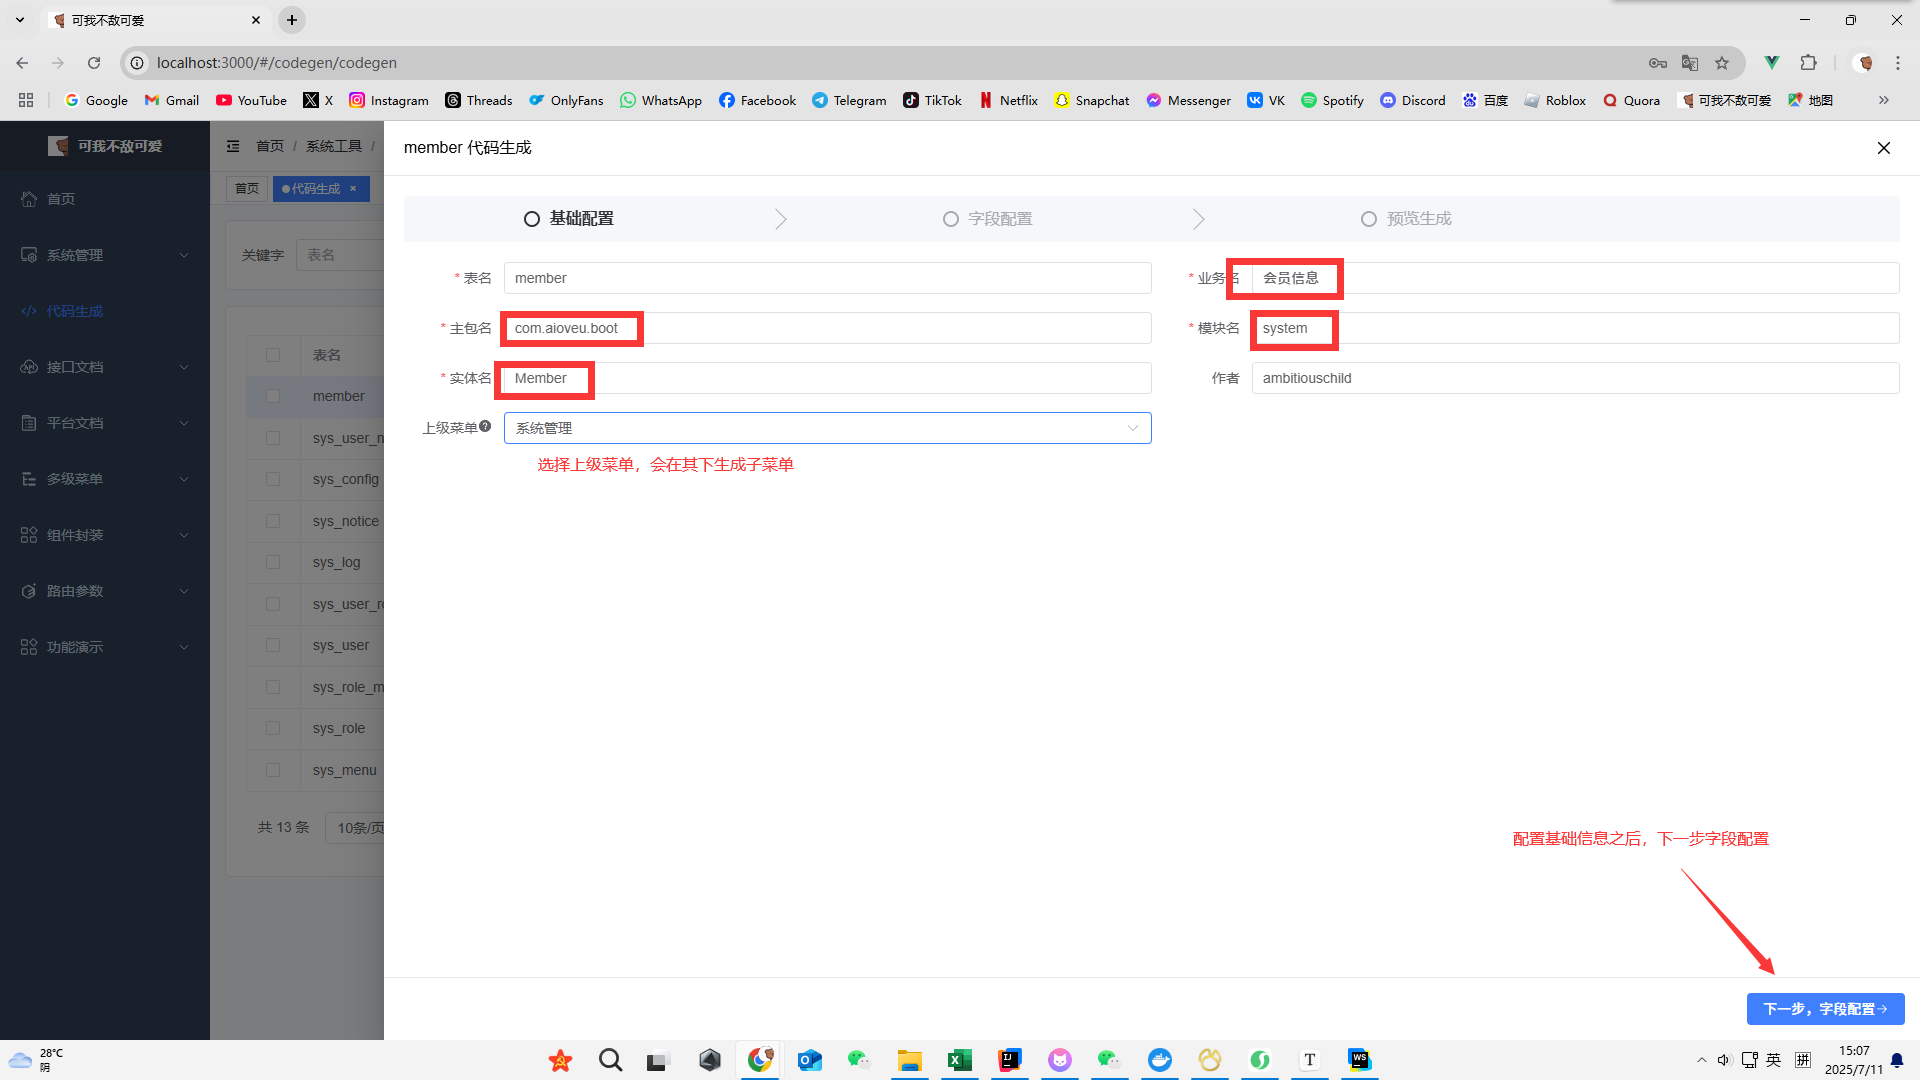 可我不敌可爱
localhost:3000/#/codegen/codegen
Google Gmail YouTube X Instagram Threads OnlyFans WhatsApp Facebook Telegram TikTok Netflix Snapchat Messenger VK Spotify Discord 百度 Roblox Quora 可我不敌可爱 地图
可我不敌可爱
首页
系统管理
代码生成
接口文档
平台文档
多级菜单
组件封装
路由参数
功能演示
首页 / 系统工具 /
首页 代码生成
关键字 表名
表名
member
sys_user_n
sys_config
sys_notice
sys_log
sys_user_ro
sys_user
sys_role_m
sys_role
sys_menu
共 13 条 10条/页
member 代码生成
基础配置 字段配置 预览生成
* 表名 member * 业务名 会员信息
* 主包名 com.aioveu.boot * 模块名 system
* 实体名 Member 作者 ambitiouschild
上级菜单 系统管理
选择上级菜单，会在其下生成子菜单
配置基础信息之后，下一步字段配置
下一步，字段配置
28°C
阴
英 拼
15:07
2025/7/11